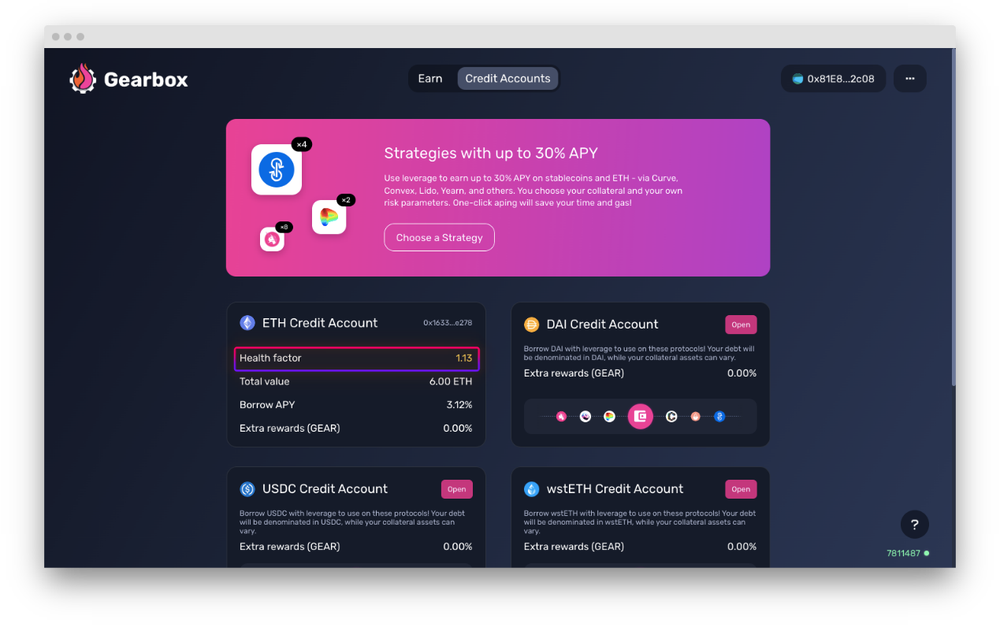 Gearbox
Earn
Credit Accounts
0x81E8...2c08
×4
×2
×8
Strategies with up to 30% APY
Use leverage to earn up to 30% APY on stablecoins and ETH - via Curve,
Convex, Lido, Yearn, and others. You choose your collateral and your own
risk parameters. One-click aping will save your time and gas!
Choose a Strategy
ETH Credit Account
0x1633...e278
Health factor 1.13
Total value 6.00 ETH
Borrow APY 3.12%
Extra rewards (GEAR) 0.00%
DAI Credit Account
Open
Borrow DAI with leverage to use on these protocols! Your debt will
be denominated in DAI, while your collateral assets can vary.
Extra rewards (GEAR) 0.00%
USDC Credit Account
Open
Borrow USDC with leverage to use on these protocols! Your debt
will be denominated in USDC, while your collateral assets can
vary.
Extra rewards (GEAR) 0.00%
wstETH Credit Account
Open
Borrow wstETH with leverage to use on these protocols! Your debt
will be denominated in wstETH, while your collateral assets can
vary.
Extra rewards (GEAR) 0.00%
?
7811487